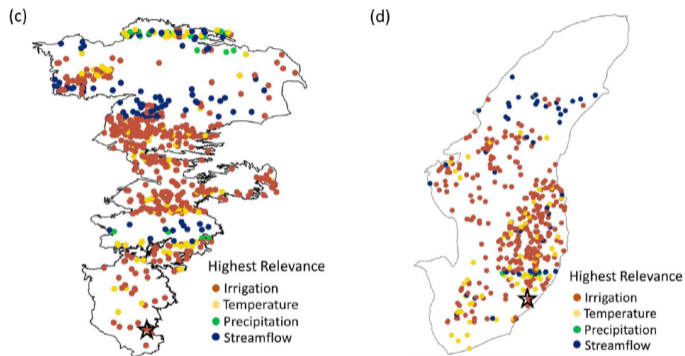 (c)
(d)
Highest Relevance
Irrigation
Temperature
Precipitation
Streamflow
Highest Relevance
Irrigation
Temperature
Precipitation
Streamflow